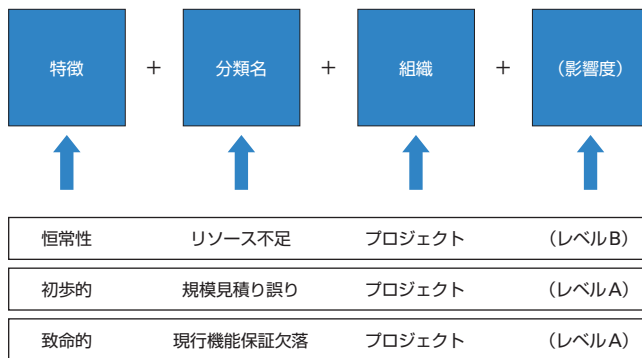 特徴 + 分類名 + 組織 + （影響度）
恒常性 リソース不足 プロジェクト （レベルB）
初歩的 規模見積り誤り プロジェクト （レベルA）
致命的 現行機能保証欠落 プロジェクト （レベルA）